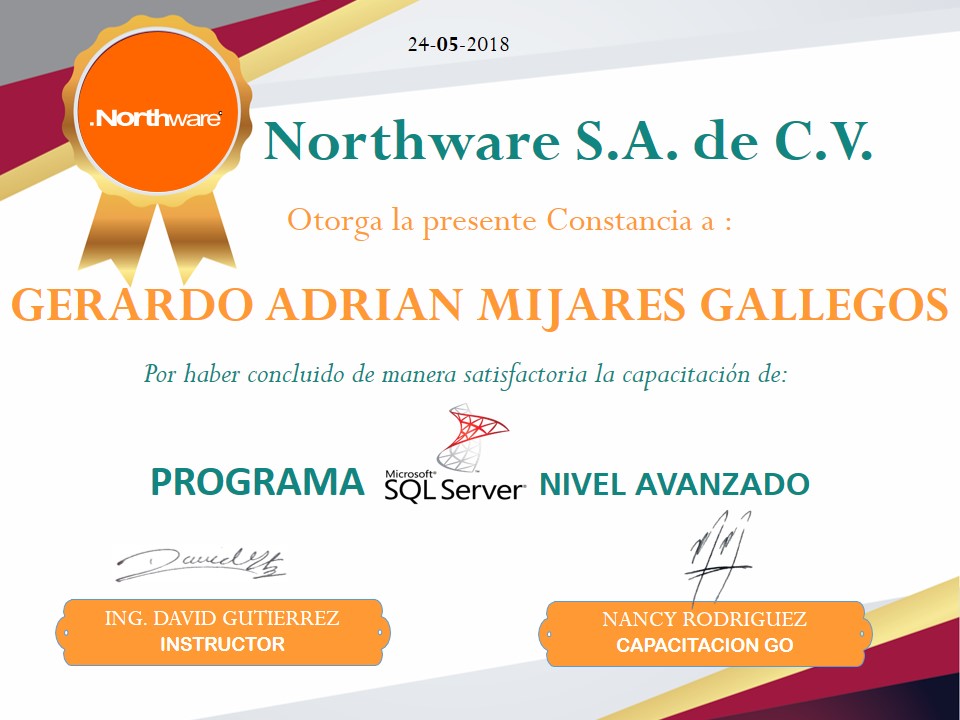 24-05-2018
.Northware
Northware S.A. de C.V.
Otorga la presente Constancia a :
GERARDO ADRIAN MIJARES GALLEGOS
Por haber concluido de manera satisfactoria la capacitación de:
PROGRAMA Microsoft® SQL Server® NIVEL AVANZADO
ING. DAVID GUTIERREZ
INSTRUCTOR
NANCY RODRIGUEZ
CAPACITACION GO